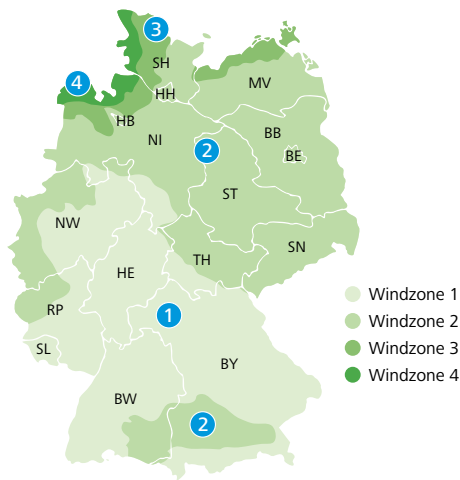 3
SH
4
HH
MV
HB
BB
NI
2
BE
ST
NW
SN
TH
HE
RP
1
SL
BY
BW
2
Windzone 1
Windzone 2
Windzone 3
Windzone 4